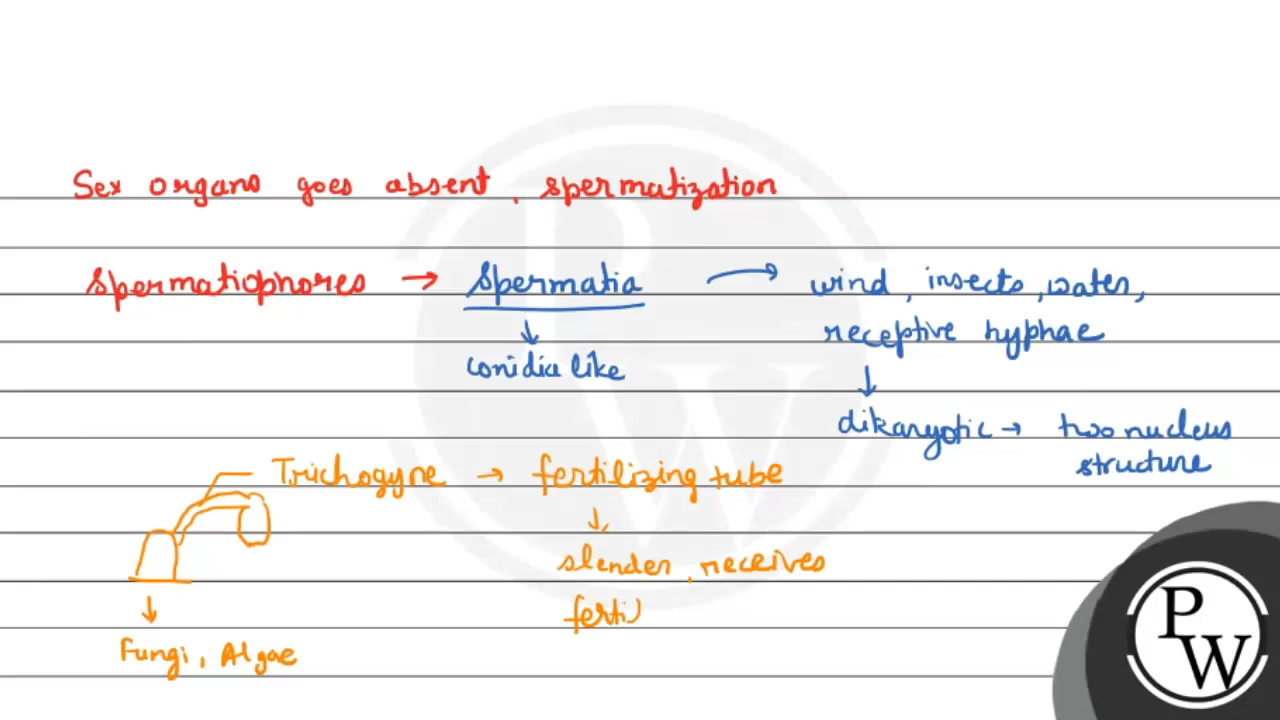 Sex organs goes absent, spermatization
Spermatiophores → Spermatia → wind, insects, water,
receptive hyphae
↓
conidia like
↓
dikaryotic → two nucleus
structure
Trichogyne → fertilizing tube
↓
slender, receives
ferti
↓
Fungi, Algae
P
W